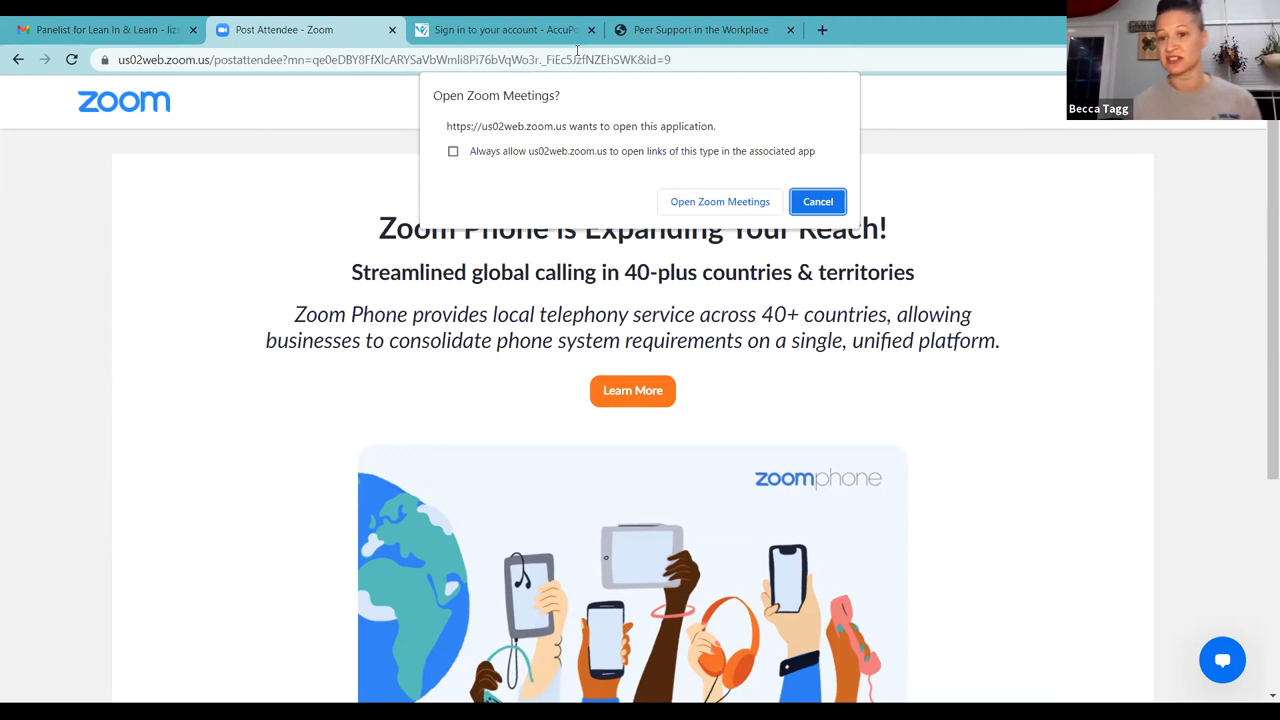 Panelist for Lean In & Learn - liz
Post Attendee - Zoom
Sign in to your account - AccuPo
Peer Support in the Workplace
us02web.zoom.us/postattendee?mn=qe0eDBY8FfXlcARYSaVbWmli8Pi76bVqWo3r._FiEc5JzfNZEhSWK&id=9
Becca Tagg
zoom
Open Zoom Meetings?
https://us02web.zoom.us wants to open this application.
Always allow us02web.zoom.us to open links of this type in the associated app
Open Zoom Meetings
Cancel
Zoom Phone is Expanding Your Reach!
Streamlined global calling in 40-plus countries & territories
Zoom Phone provides local telephony service across 40+ countries, allowing
businesses to consolidate phone system requirements on a single, unified platform.
Learn More
zoomphone